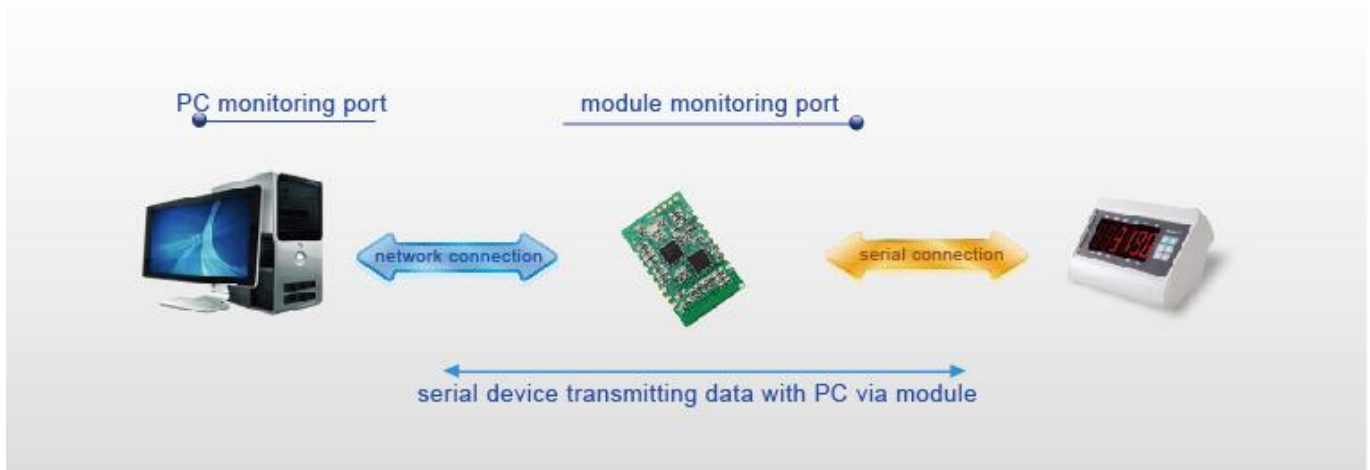 PC monitoring port
module monitoring port
network connection
serial connection
serial device transmitting data with PC via module